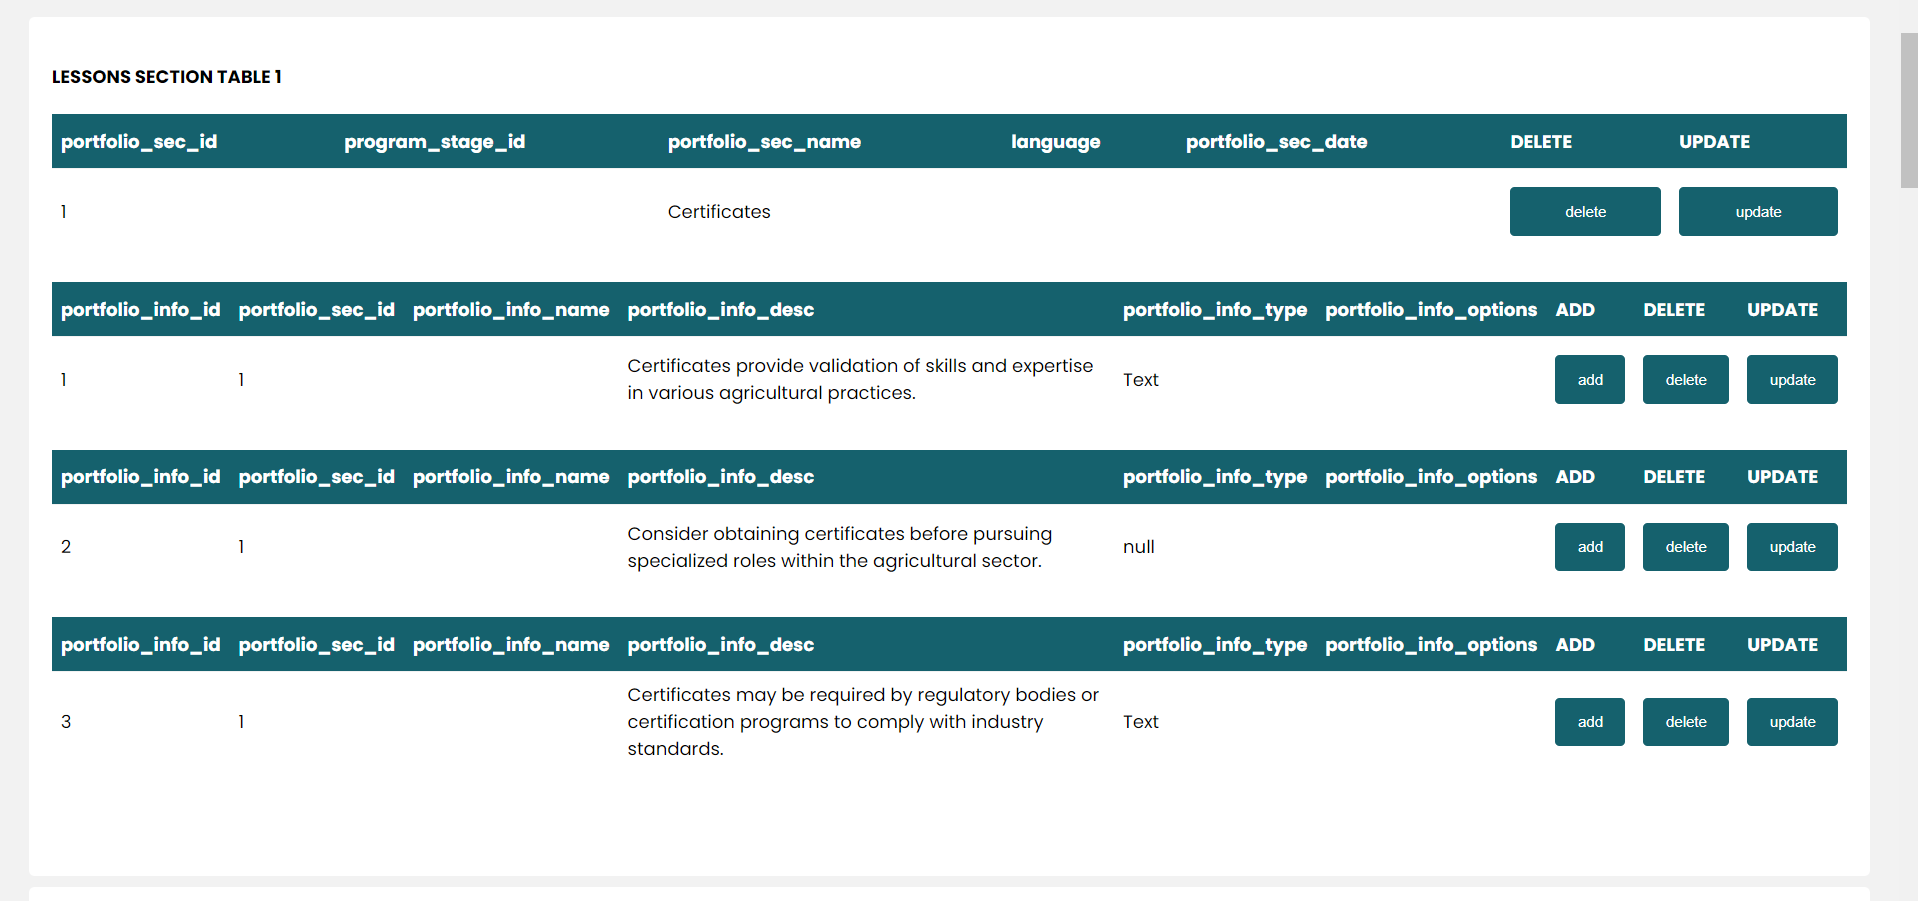 LESSONS SECTION TABLE 1
portfolio_sec_id program_stage_id portfolio_sec_name language portfolio_sec_date DELETE UPDATE
1 Certificates delete update
portfolio_info_id portfolio_sec_id portfolio_info_name portfolio_info_desc portfolio_info_type portfolio_info_options ADD DELETE UPDATE
1 1 Certificates provide validation of skills and expertise
in various agricultural practices. Text add delete update
portfolio_info_id portfolio_sec_id portfolio_info_name portfolio_info_desc portfolio_info_type portfolio_info_options ADD DELETE UPDATE
2 1 Consider obtaining certificates before pursuing
specialized roles within the agricultural sector. null add delete update
portfolio_info_id portfolio_sec_id portfolio_info_name portfolio_info_desc portfolio_info_type portfolio_info_options ADD DELETE UPDATE
3 1 Certificates may be required by regulatory bodies or
certification programs to comply with industry
standards. Text add delete update